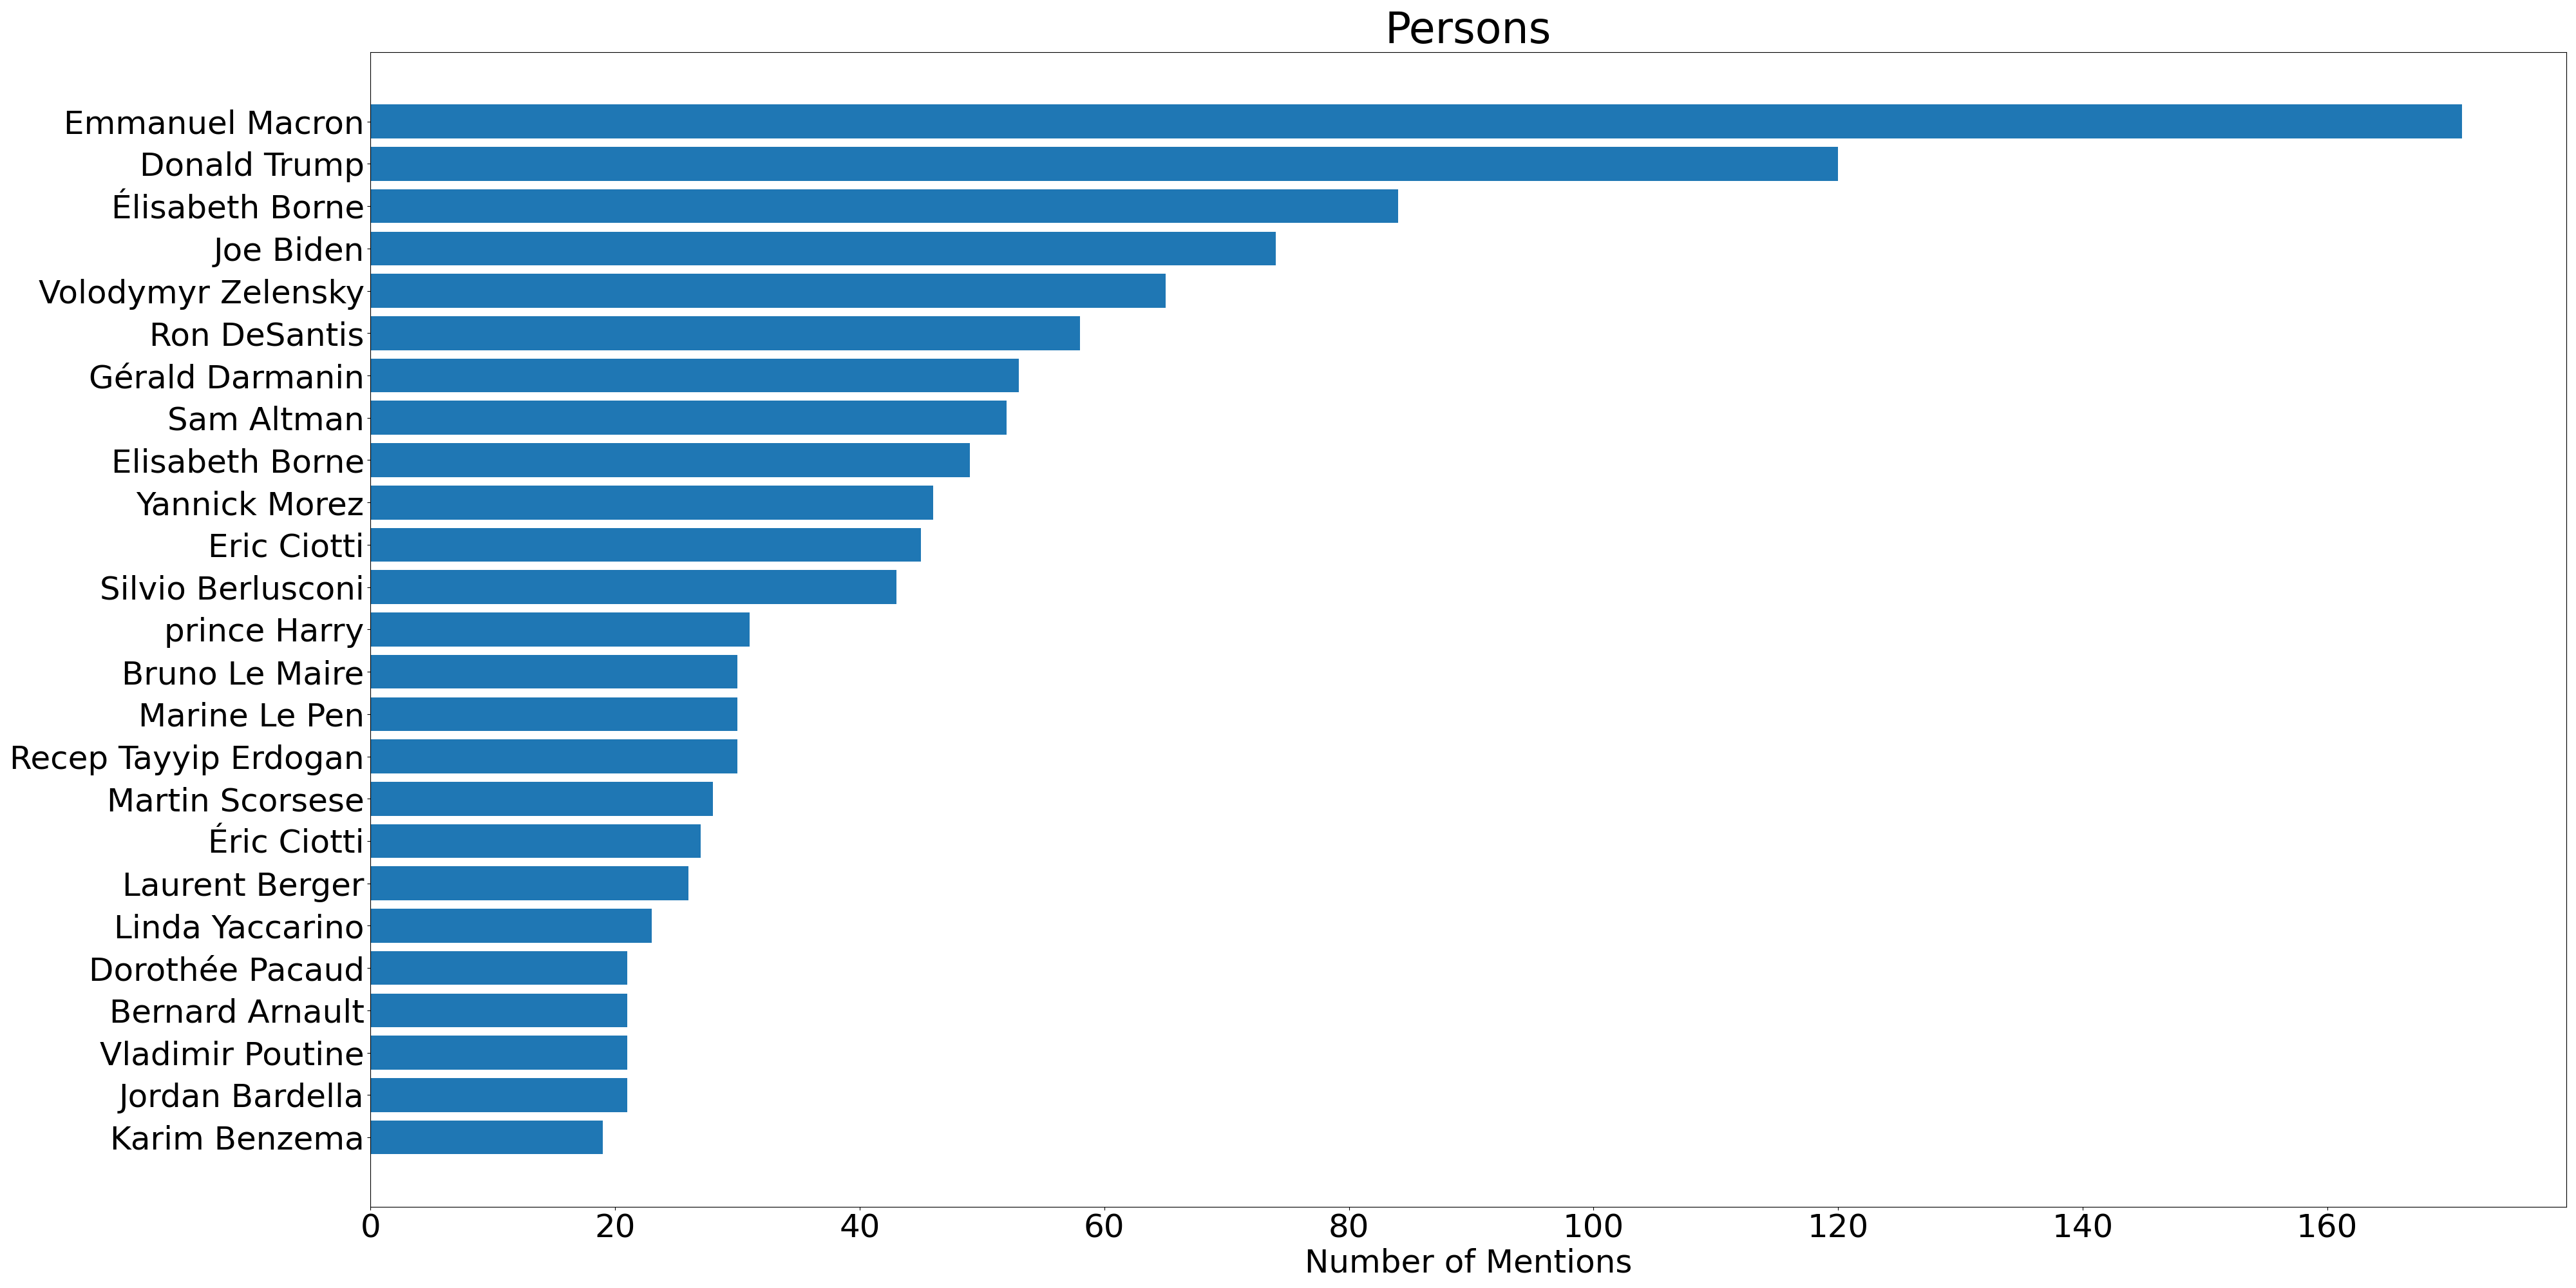 Persons
Emmanuel Macron
Donald Trump
Élisabeth Borne
Joe Biden
Volodymyr Zelensky
Ron DeSantis
Gérald Darmanin
Sam Altman
Elisabeth Borne
Yannick Morez
Eric Ciotti
Silvio Berlusconi
prince Harry
Bruno Le Maire
Marine Le Pen
Recep Tayyip Erdogan
Martin Scorsese
Éric Ciotti
Laurent Berger
Linda Yaccarino
Dorothée Pacaud
Bernard Arnault
Vladimir Poutine
Jordan Bardella
Karim Benzema
0 20 40 60 80 100 120 140 160
Number of Mentions